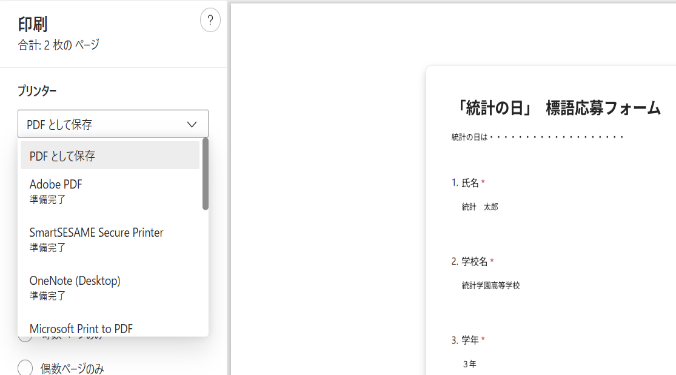 印刷
合計: 2 枚のページ
?
プリンター
PDF として保存
PDF として保存
Adobe PDF
準備完了
SmartSESAME Secure Printer
準備完了
OneNote (Desktop)
準備完了
Microsoft Print to PDF
偶数ページのみ
「統計の日」 標語応募フォーム
統計の日は・・・・・・・・・・・・・・・・・・・
1. 氏名 *
統計 太郎
2. 学校名 *
統計学園高等学校
3. 学年 *
3年